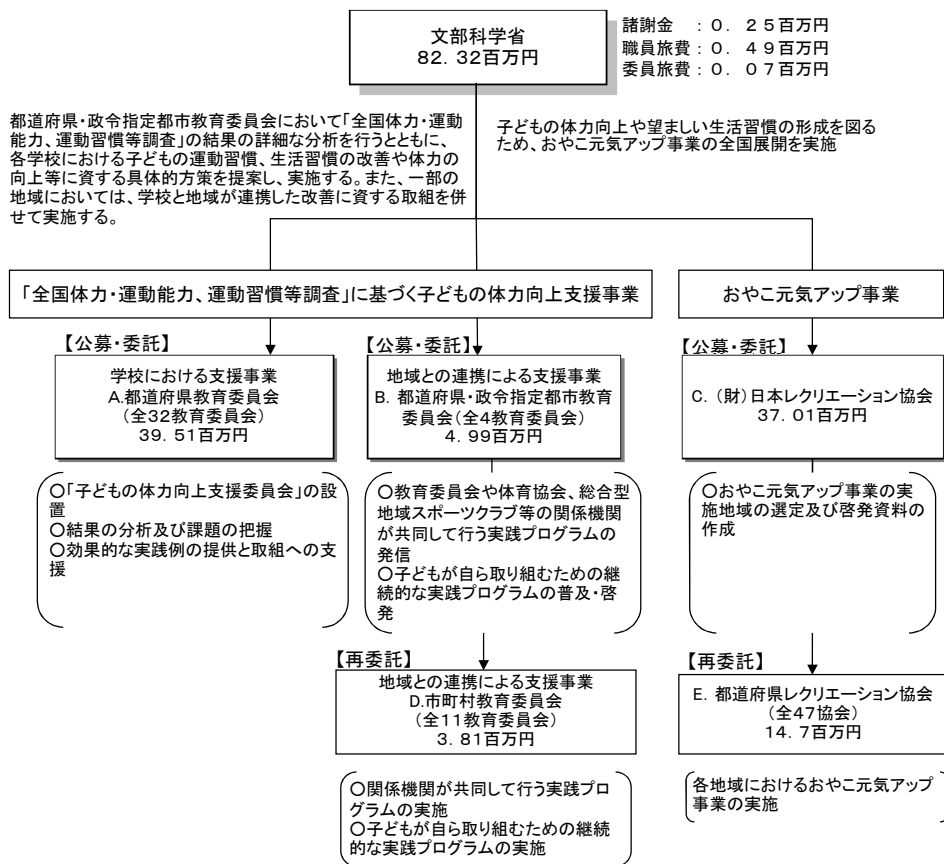 文部科学省
82．32百万円
諸謝金　：０．２５百万円
職員旅費：０．４９百万円
委員旅費：０．０７百万円
都道府県・政令指定都市教育委員会において「全国体力・運動
能力、運動習慣等調査」の結果の詳細な分析を行うとともに、
各学校における子どもの運動習慣、生活習慣の改善や体力の
向上等に資する具体的方策を提案し、実施する。また、一部の
地域においては、学校と地域が連携した改善に資する取組を併
せて実施する。
子どもの体力向上や望ましい生活習慣の形成を図る
ため、おやこ元気アップ事業の全国展開を実施
「全国体力・運動能力、運動習慣等調査」に基づく子どもの体力向上支援事業
おやこ元気アップ事業
【公募・委託】
学校における支援事業
A.都道府県教育委員会
（全32教育委員会）
39．51百万円
【公募・委託】
地域との連携による支援事業
B．都道府県・政令指定都市教育
委員会（全4教育委員会）
4．99百万円
【公募・委託】
C．（財）日本レクリエーション協会
37．01百万円
○「子どもの体力向上支援委員会」の設
置
○結果の分析及び課題の把握
○効果的な実践例の提供と取組への支
援
○教育委員会や体育協会、総合型
地域スポーツクラブ等の関係機関
が共同して行う実践プログラムの
発信
○子どもが自ら取り組むための継
続的な実践プログラムの普及・啓
発
○おやこ元気アップ事業の実
施地域の選定及び啓発資料の
作成
【再委託】
地域との連携による支援事業
D.市町村教育委員会
（全11教育委員会）
3．81百万円
【再委託】
E．都道府県レクリエーション協会
（全47協会）
14．7百万円
○関係機関が共同して行う実践プロ
グラムの実施
○子どもが自ら取り組むための継続
的な実践プログラムの実施
各地域におけるおやこ元気アップ
事業の実施